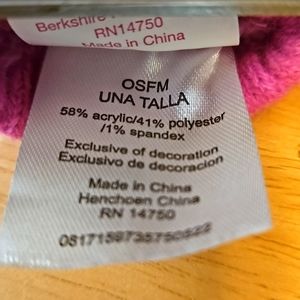 Berkshire
RN14750
Made in China
OSFM
UNA TALLA
58% acrylic/41% polyester
/1% spandex
Exclusive of decoration
Exclusivo de decoracion
Made in China
Henchoen China
RN 14750